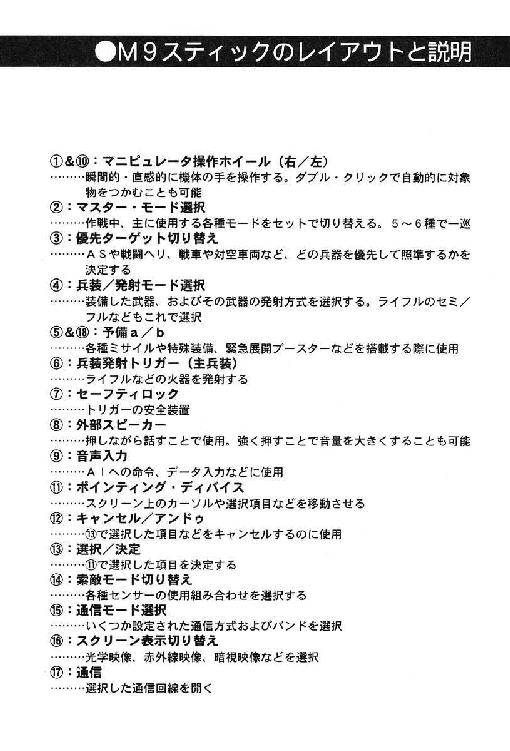 ●M9スティックのレイアウトと説明
①&⑩：マニピュレータ操作ホイール（右／左）
………瞬間的・直感的に機体の手を操作する。ダブル・クリックで自動的に対象
物をつかむことも可能
②：マスター・モード選択
………作戦中、主に使用する各種モードをセットで切り替える。５～６種で一巡
③：優先ターゲット切り替え
………ＡＳや戦闘ヘリ、戦車や対空車両など、どの兵器を優先して照準するかを
決定する
④：兵装／発射モード選択
………装備した武器、およびその武器の発射方式を選択する。ライフルのセミ／
フルなどもこれで選択
⑤&⑱：予備ａ／ｂ
………各種ミサイルや特殊装備、緊急展開ブースターなどを搭載する際に使用
⑥：兵装発射トリガー（主兵装）
………ライフルなどの火器を発射する
⑦：セーフティロック
………トリガーの安全装置
⑧：外部スピーカー
………押しながら話すことで使用。強く押すことで音量を大きくすることも可能
⑨：音声入力
………ＡＩへの命令、データ入力などに使用
⑪：ポインティング・ディバイス
………スクリーン上のカーソルや選択項目などを移動させる
⑫：キャンセル／アンドゥ
………⑬で選択した項目などをキャンセルするのに使用
⑬：選択／決定
………⑪で選択した項目を決定する
⑭：索敵モード切り替え
………各種センサーの使用組み合わせを選択する
⑮：通信モード選択
………いくつか設定された通信方式およびバンドを選択
⑯：スクリーン表示切り替え
………光学映像、赤外線映像、暗視映像などを選択
⑰：通信
………選択した通信回線を開く